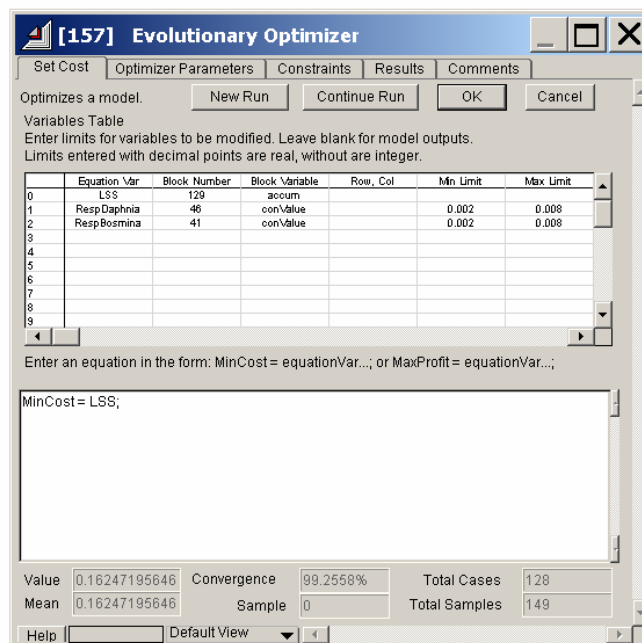 [157] Evolutionary Optimizer
Set Cost Optimizer Parameters Constraints Results Comments
Optimizes a model. New Run Continue Run OK Cancel
Variables Table
Enter limits for variables to be modified. Leave blank for model outputs.
Limits entered with decimal points are real, without are integer.
Equation Var Block Number Block Variable Row, Col Min Limit Max Limit
0 LSS 129 accum
1 RespDaphnia 46 conValue 0.002 0.008
2 RespBosmina 41 conValue 0.002 0.008
3
4
5
6
7
8
9
Enter an equation in the form: MinCost = equationVar...; or MaxProfit = equationVar...;
MinCost = LSS;
Value 0.16247195646 Convergence 99.2558% Total Cases 128
Mean 0.16247195646 Sample 0 Total Samples 149
Help Default View